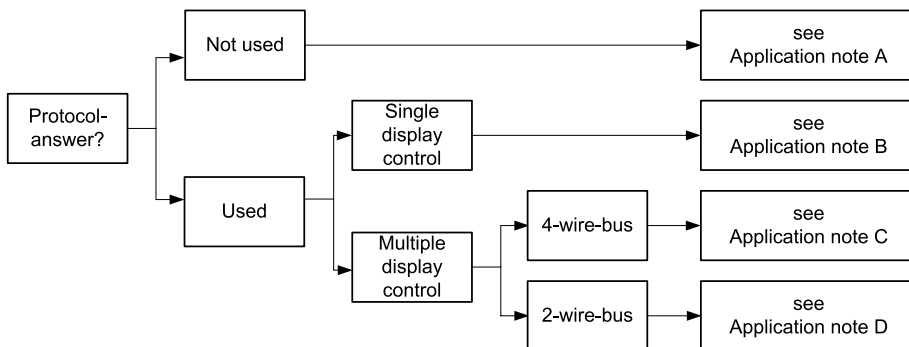 Protocol-
answer?
Not used
see
Application note A
Used
Single
display
control
see
Application note B
Multiple
display
control
4-wire-bus
see
Application note C
2-wire-bus
see
Application note D